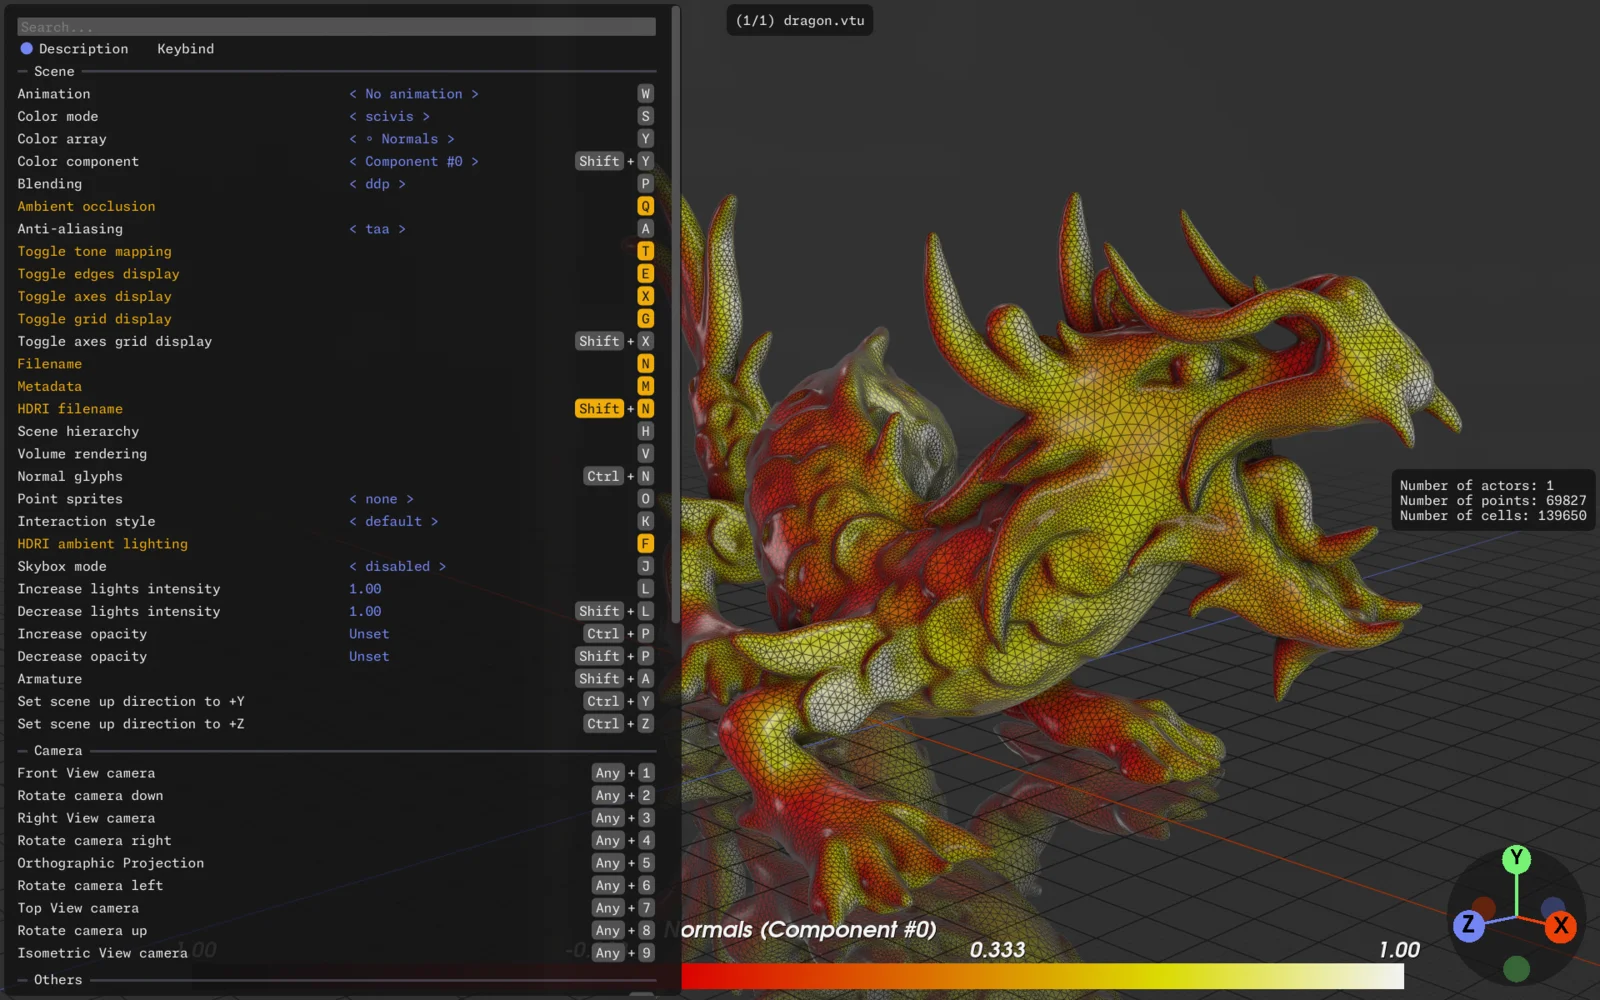 Search...
Description Keybind
Scene
Animation < No animation > W
Color mode < scivis > S
Color array < ∘ Normals > Y
Color component < Component #0 > Shift + Y
Blending < ddp > P
Ambient occlusion Q
Anti-aliasing < taa > A
Toggle tone mapping T
Toggle edges display E
Toggle axes display X
Toggle grid display G
Toggle axes grid display Shift + X
Filename N
Metadata M
HDRI filename Shift + N
Scene hierarchy H
Volume rendering V
Normal glyphs Ctrl + N
Point sprites < none > O
Interaction style < default > K
HDRI ambient lighting F
Skybox mode < disabled > J
Increase lights intensity 1.00 L
Decrease lights intensity 1.00 Shift + L
Increase opacity Unset Ctrl + P
Decrease opacity Unset Shift + P
Armature Shift + A
Set scene up direction to +Y Ctrl + Y
Set scene up direction to +Z Ctrl + Z
Camera
Front View camera Any + 1
Rotate camera down Any + 2
Right View camera Any + 3
Rotate camera right Any + 4
Orthographic Projection Any + 5
Rotate camera left Any + 6
Top View camera Any + 7
Rotate camera up Any + 8
Isometric View camera Any + 9
Others
(1/1) dragon.vtu
Number of actors: 1
Number of points: 69827
Number of cells: 139650
Normals (Component #0)
0.333 1.00
Y
Z X